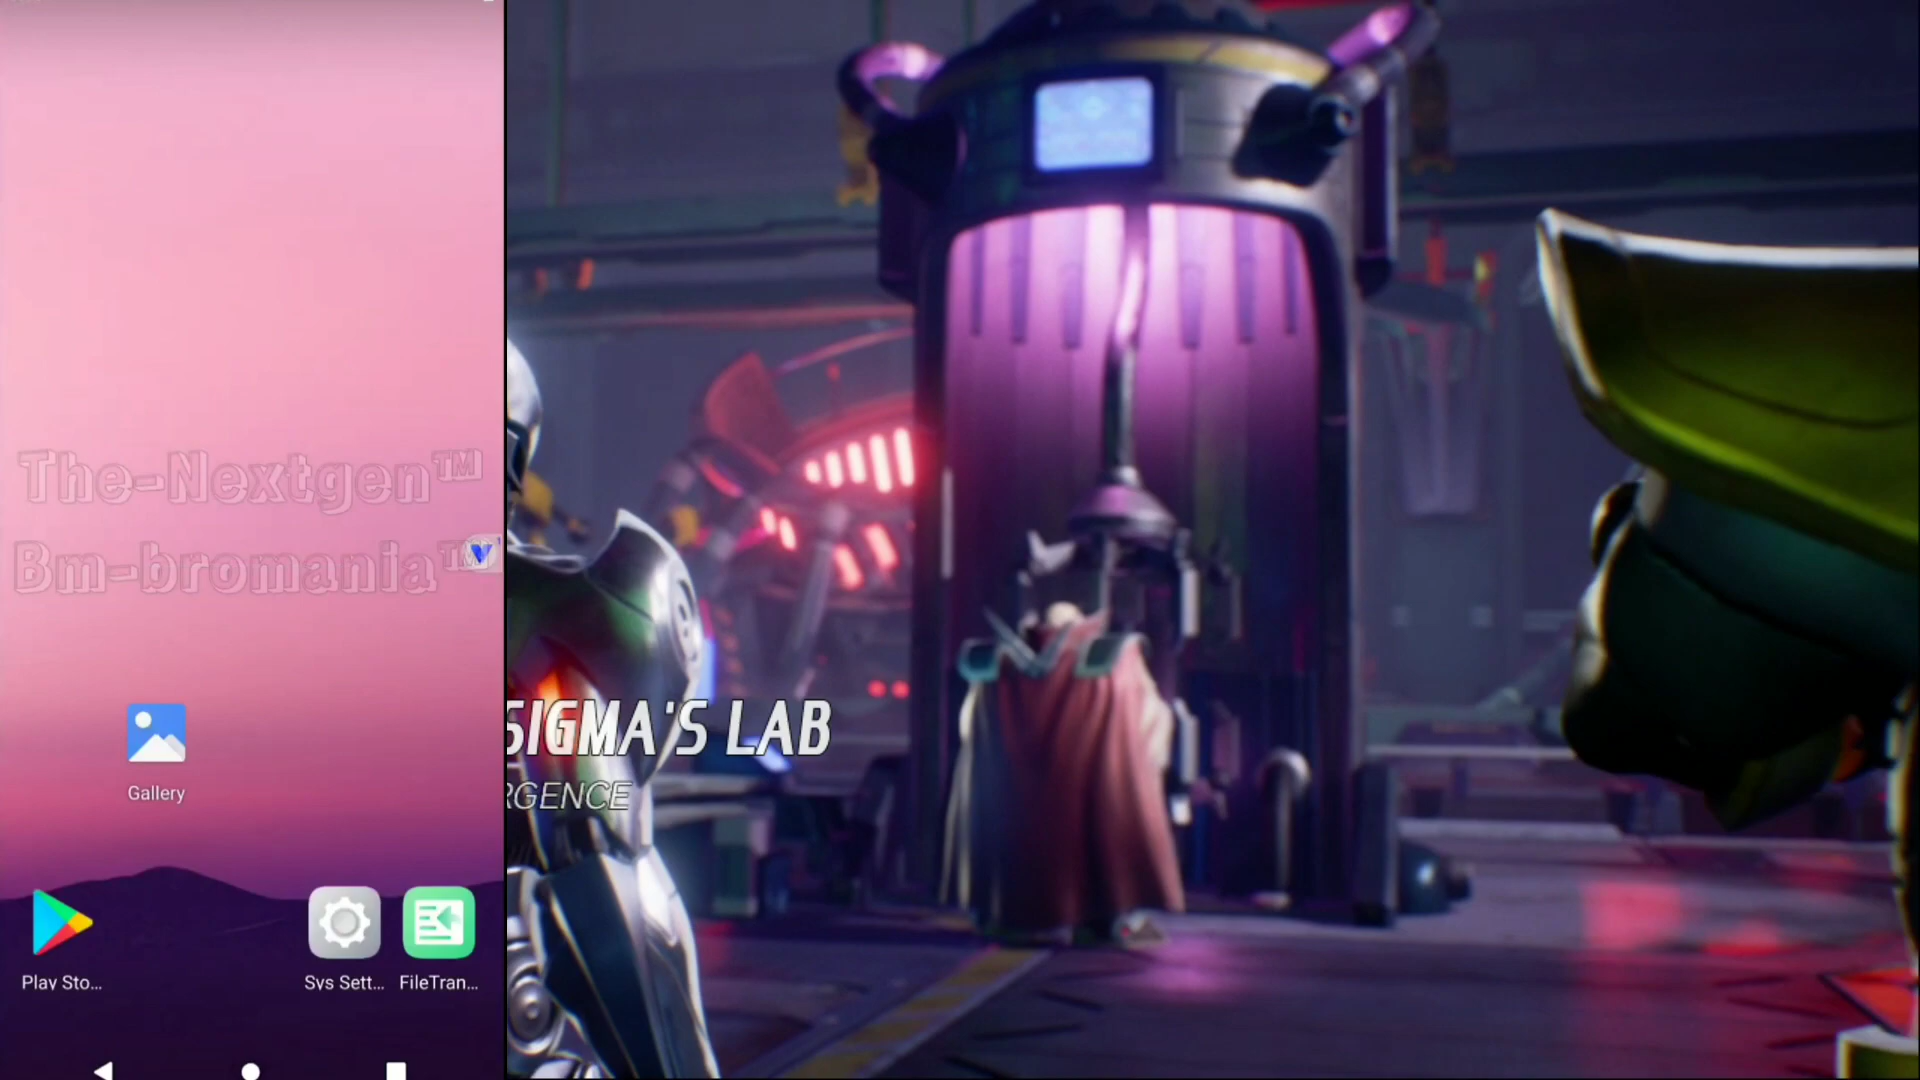 The-Nextgen™
Bm-bromania™
Gallery
Play Sto...
Sys Sett...
FileTran...
SIGMA'S LAB
RGENCE